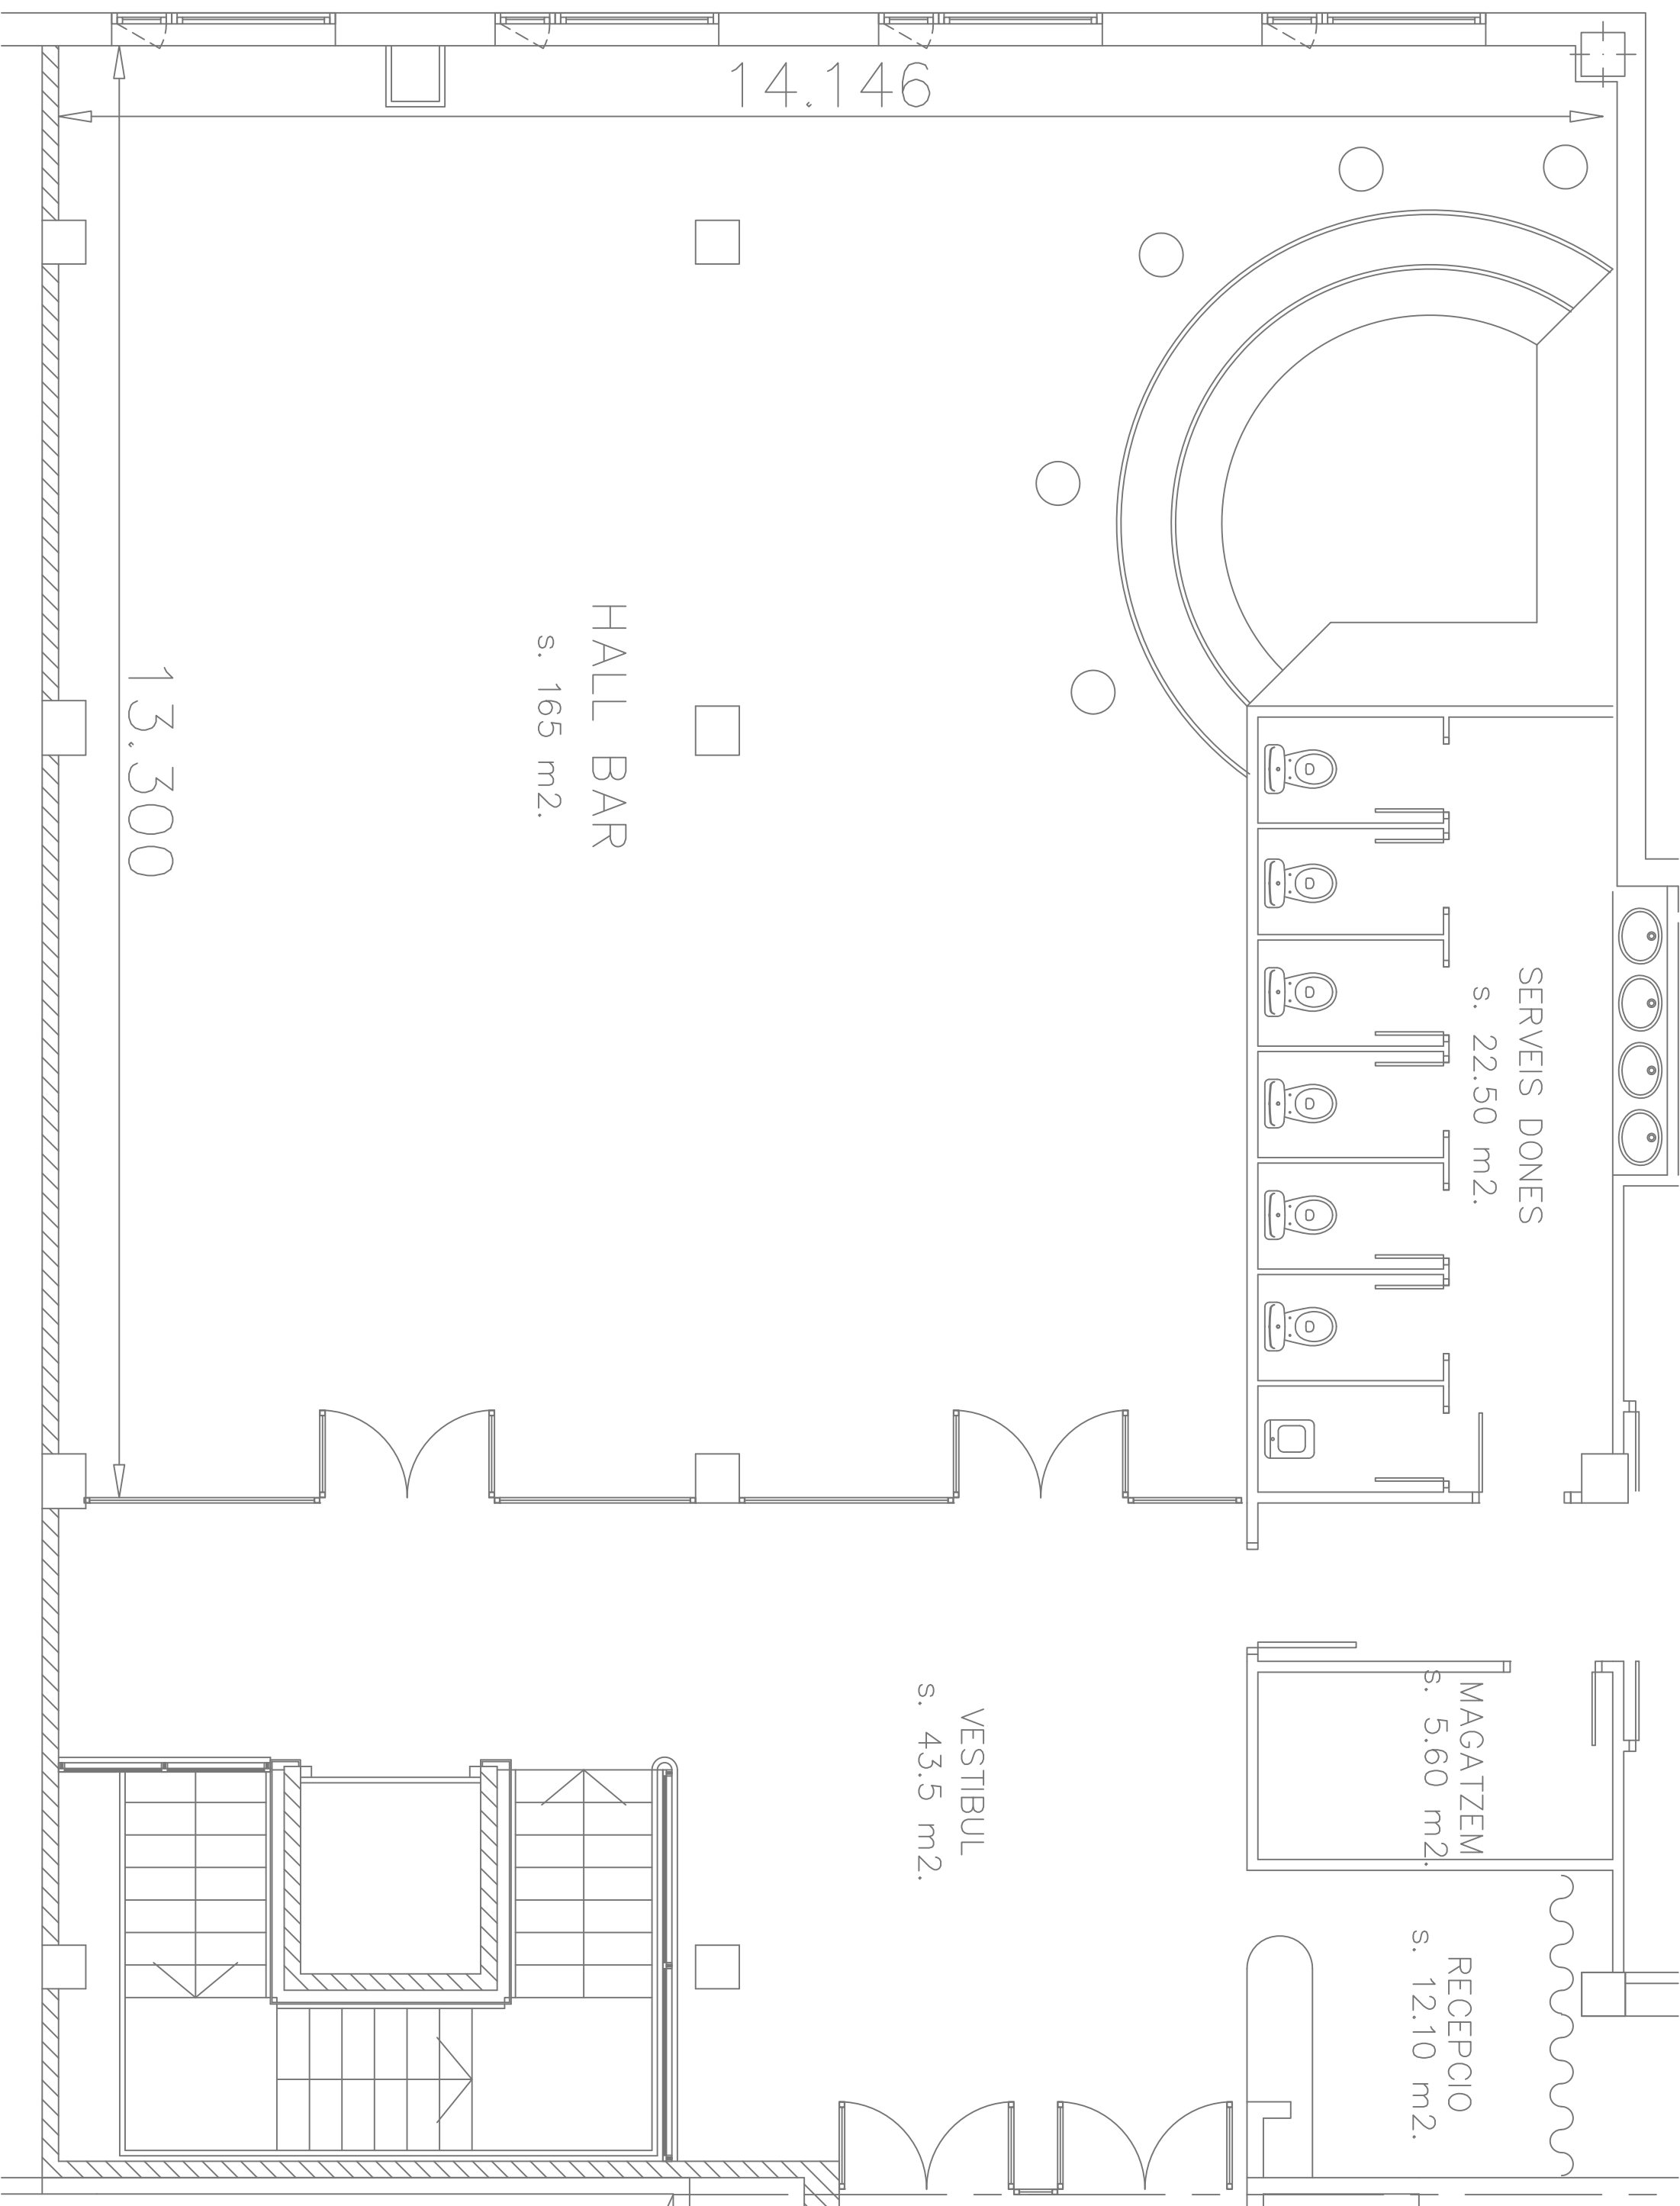 14.146
13.300
HALL BAR
s. 165 m2.
SERVEIS DONES
s. 22.50 m2.
VESTIBUL
s. 43.5 m2.
MAGATZEM
s. 5.60 m2.
RECEPCIO
s. 12.10 m2.